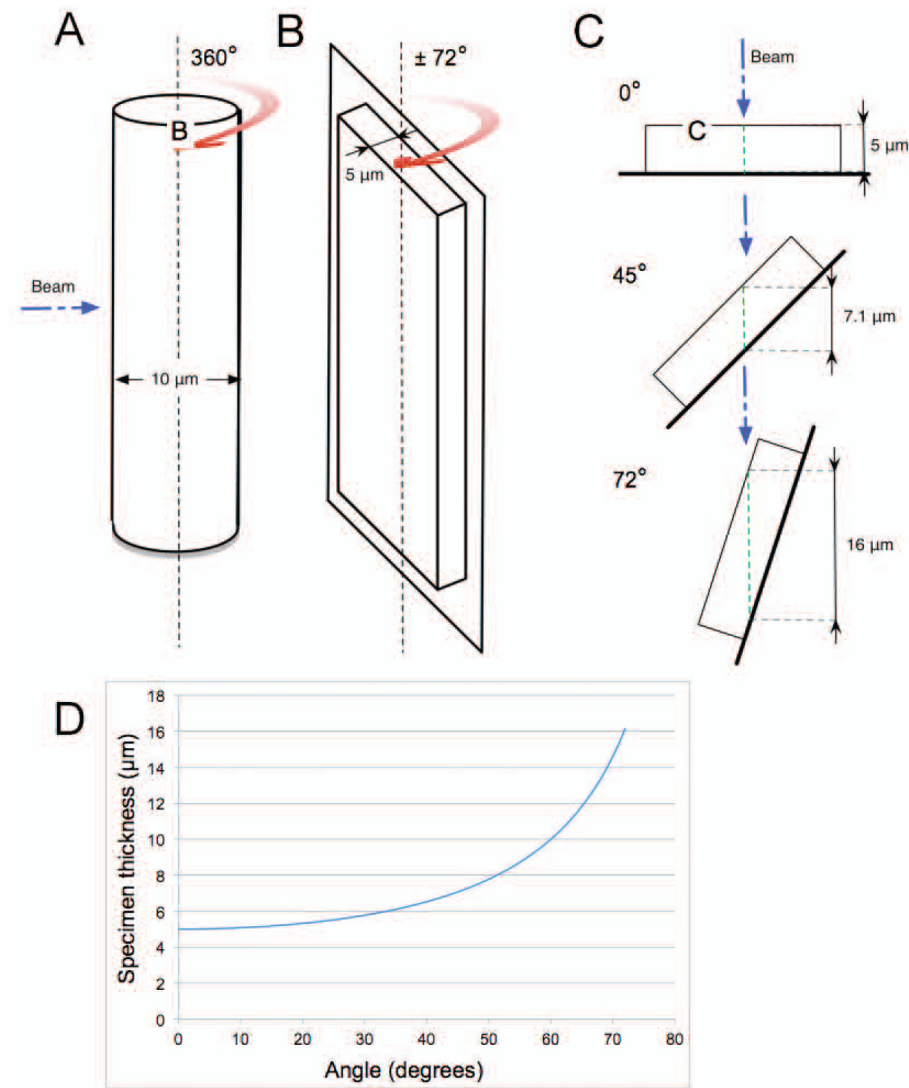 A
360°
B
Beam
10 µm
B
± 72°
5 µm
C
Beam
0°
C
5 µm
45°
7.1 µm
72°
16 µm
D
Specimen thickness (µm)
18
16
14
12
10
8
6
4
2
0
0 10 20 30 40 50 60 70 80
Angle (degrees)